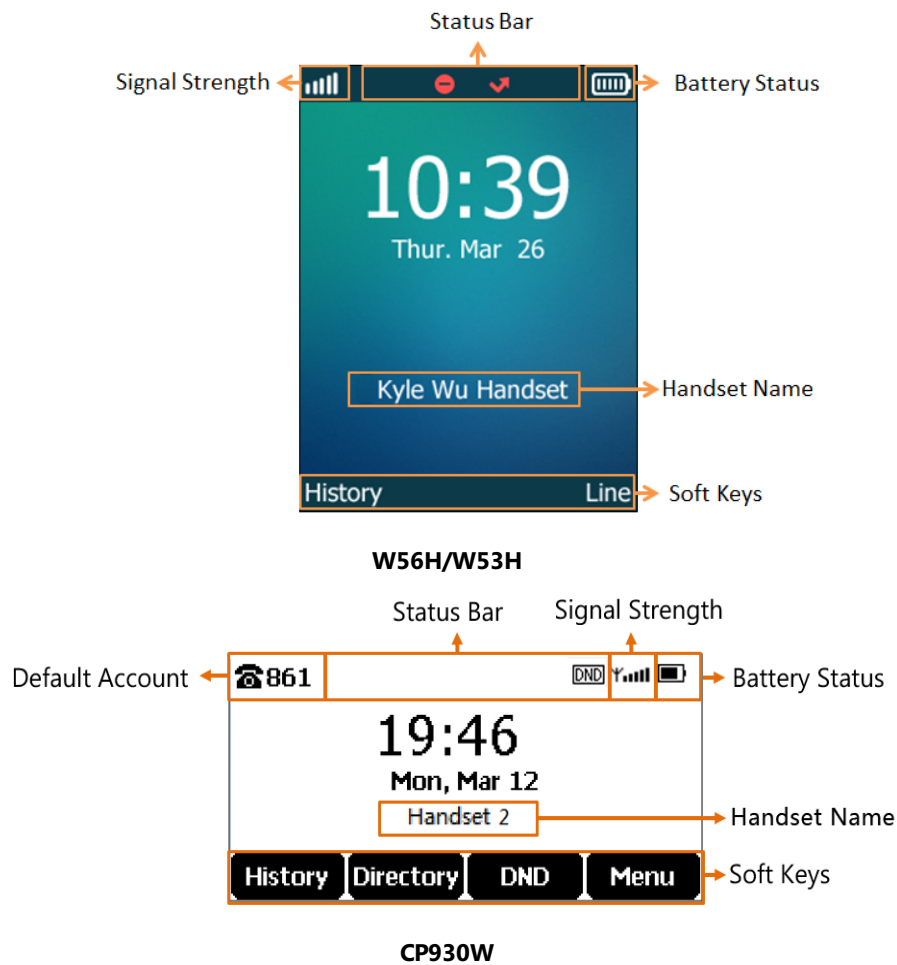 Status Bar
Signal Strength
Battery Status
10:39
Thur. Mar 26
Kyle Wu Handset
Handset Name
History Line
Soft Keys
W56H/W53H
Status Bar Signal Strength
Default Account
861
DND
Battery Status
19:46
Mon, Mar 12
Handset 2
Handset Name
History Directory DND Menu
Soft Keys
CP930W